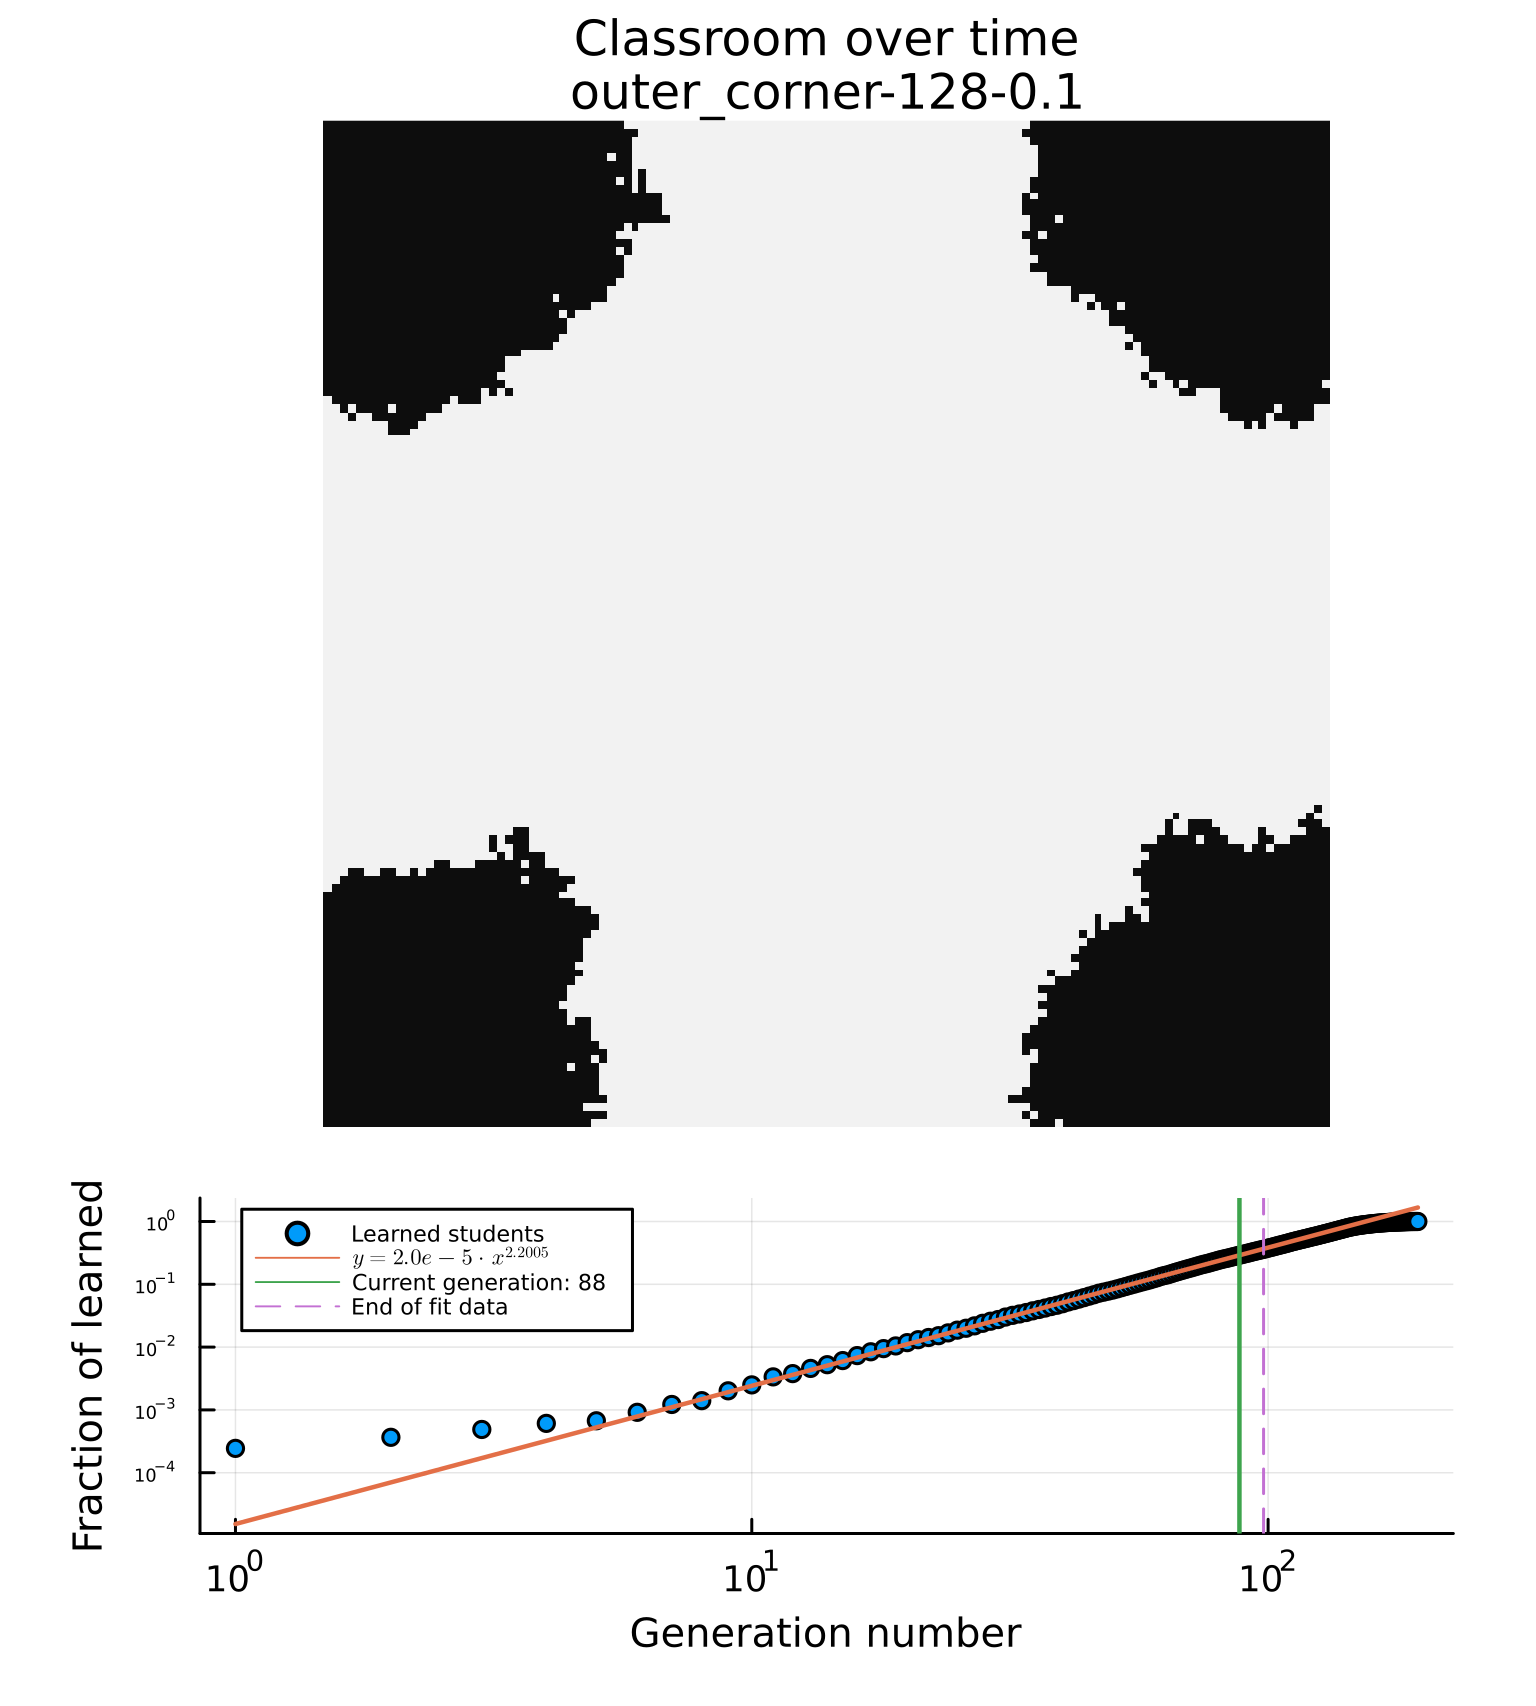 Classroom over time
outer_corner-128-0.1
Fraction of learned
10^0
10^-1
10^-2
10^-3
10^-4
Learned students
y = 2.0e − 5 · x^2.2005
Current generation: 88
End of fit data
10^0 10^1 10^2
Generation number